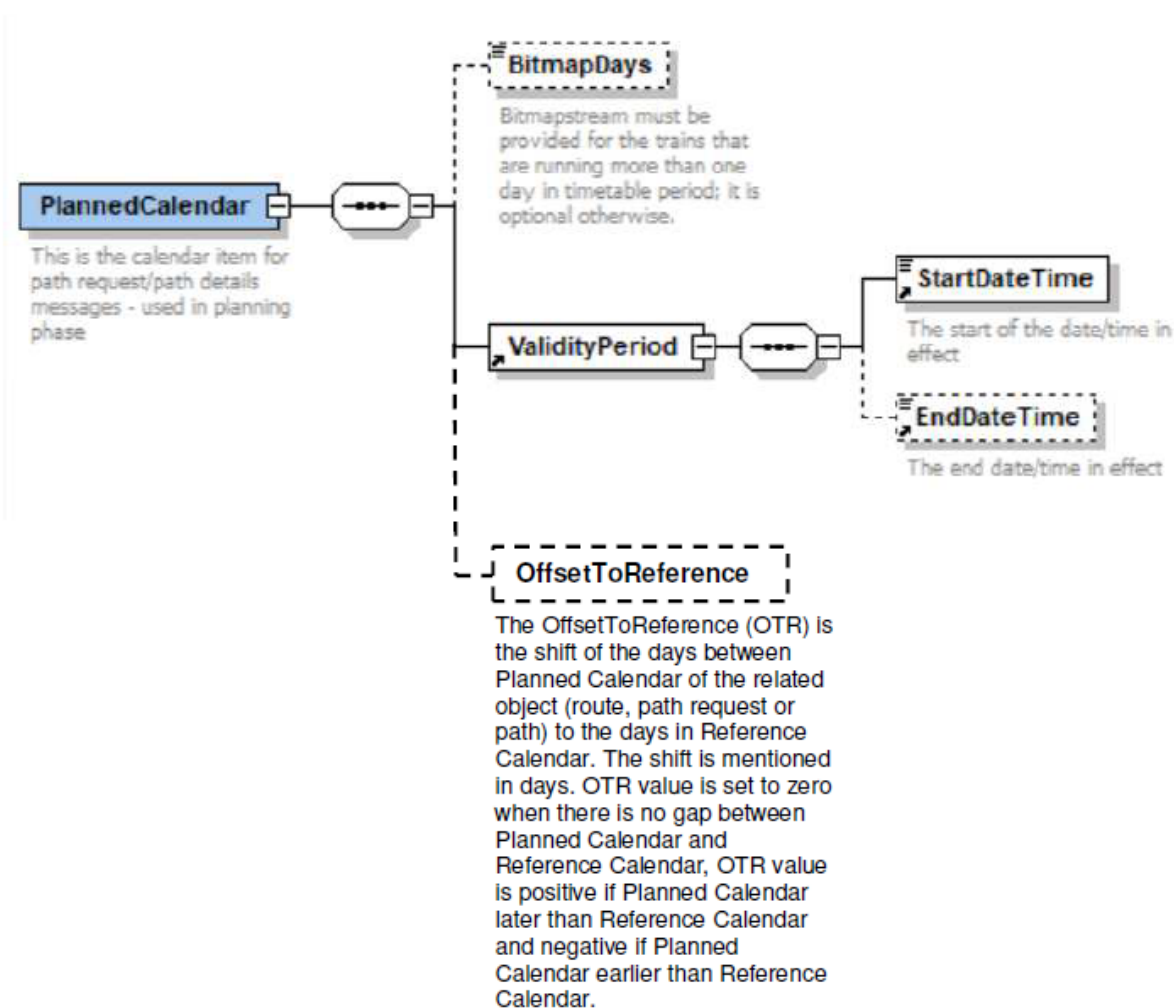 BitmapDays
Bitmapstream must be
provided for the trains that
are running more than one
day in timetable period; it is
optional otherwise.
PlannedCalendar
This is the calendar item for
path request/path details
messages - used in planning
phase
StartDateTime
The start of the date/time in
effect
ValidityPeriod
EndDateTime
The end date/time in effect
OffsetToReference
The OffsetToReference (OTR) is
the shift of the days between
Planned Calendar of the related
object (route, path request or
path) to the days in Reference
Calendar. The shift is mentioned
in days. OTR value is set to zero
when there is no gap between
Planned Calendar and
Reference Calendar, OTR value
is positive if Planned Calendar
later than Reference Calendar
and negative if Planned
Calendar earlier than Reference
Calendar.